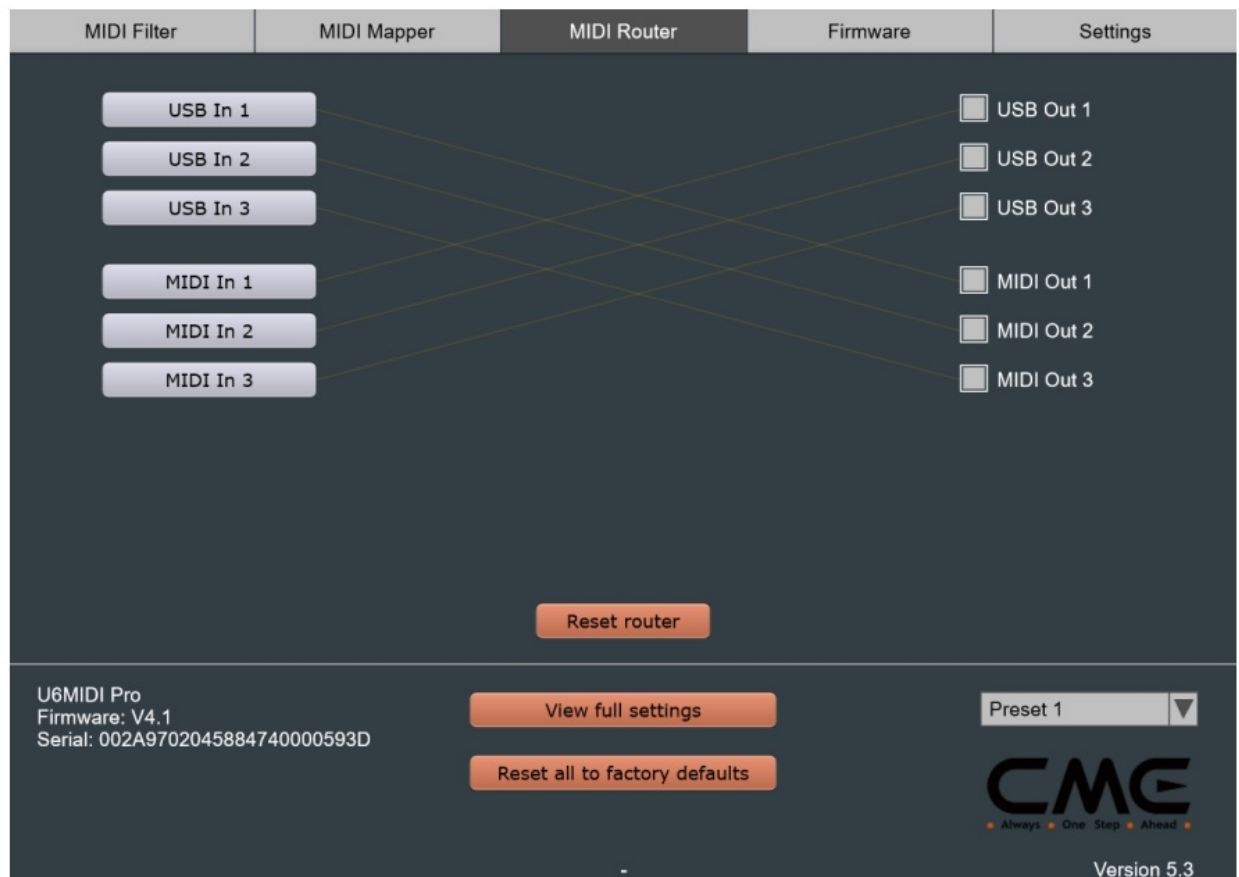 MIDI Filter MIDI Mapper MIDI Router Firmware Settings
USB In 1 USB Out 1
USB In 2 USB Out 2
USB In 3 USB Out 3
MIDI In 1 MIDI Out 1
MIDI In 2 MIDI Out 2
MIDI In 3 MIDI Out 3
Reset router
U6MIDI Pro
Firmware: V4.1
Serial: 002A9702045884740000593D
View full settings
Reset all to factory defaults
Preset 1
CME
Always One Step Ahead
-
Version 5.3